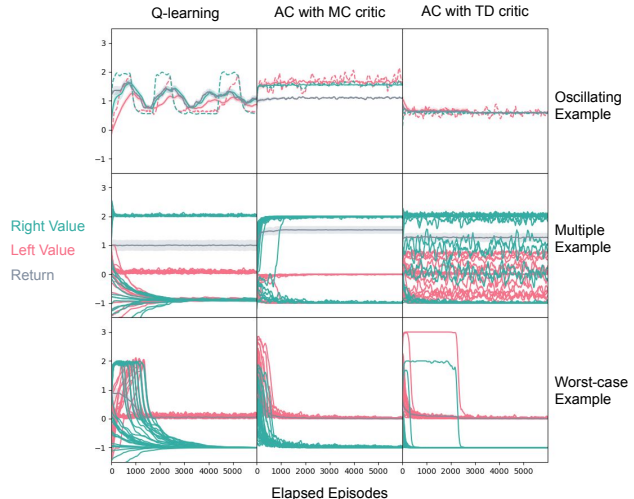 Q-learning AC with MC critic AC with TD critic
3
2
1
0
−1
Oscillating
Example
3
2
1
0
−1
Right Value
Left Value
Return
Multiple
Example
3
2
1
0
−1
Worst-case
Example
0 1000 2000 3000 4000 5000 0 1000 2000 3000 4000 5000 0 1000 2000 3000 4000 5000
Elapsed Episodes